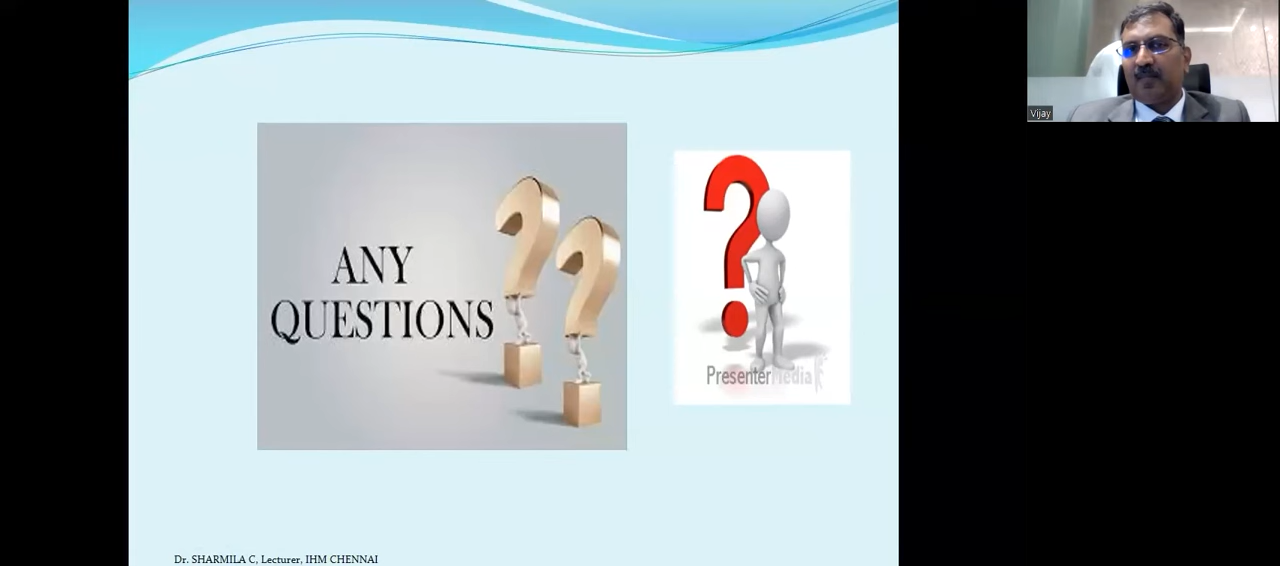 Vijay
ANY
QUESTIONS
PresenterMedia
Dr. SHARMILA C, Lecturer, IHM CHENNAI